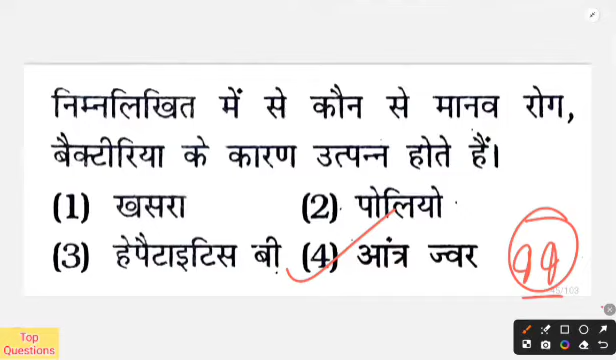 निम्नलिखित में से कौन से मानव रोग,
बैक्टीरिया के कारण उत्पन्न होते हैं।
(1) खसरा (2) पोलियो
(3) हेपैटाइटिस बी (4) आंत्र ज्वर
Top
Questions